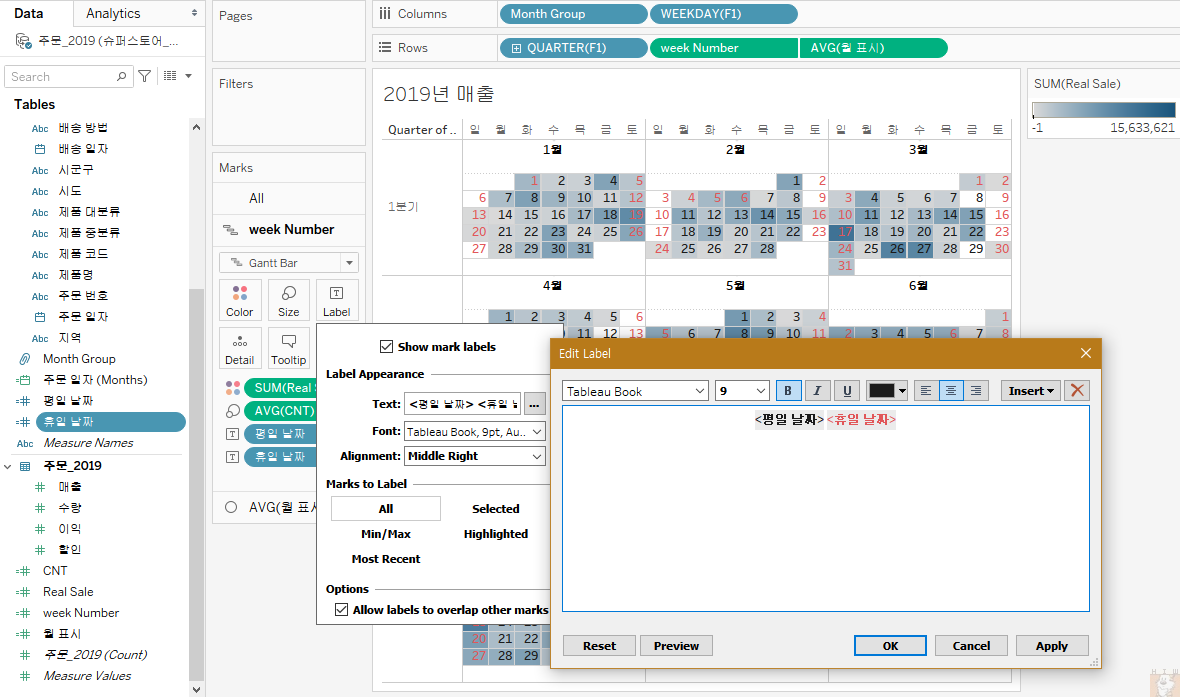 Data
Analytics
주문_2019 (슈퍼스토어_...
Search
Tables
Abc 배송 방법
배송 일자
Abc 시군구
Abc 시도
Abc 제품 대분류
Abc 제품 중분류
Abc 제품 코드
Abc 제품명
Abc 주문 번호
주문 일자
Abc 지역
Month Group
주문 일자 (Months)
평일 날짜
휴일 날짜
Abc Measure Names
주문_2019
매출
수량
이익
할인
CNT
Real Sale
week Number
월 표시
주문_2019 (Count)
Measure Values
Pages
Filters
Marks
All
week Number
Gantt Bar
Color Size Label
Detail Tooltip
SUM(Real S
AVG(CNT)
평일 날짜
휴일 날짜
AVG(월 표시
Columns Month Group WEEKDAY(F1)
Rows QUARTER(F1) week Number AVG(월 표시)
2019년 매출
Quarter of .. 일 월 화 수 목 금 토 일 월 화 수 목 금 토 일 월 화 수 목 금 토
1월 2월 3월
1분기
1 2 3 4 5 1 2 1 2
6 7 8 9 10 11 12 3 4 5 6 7 8 9 3 4 5 6 7 8 9
13 14 15 16 17 18 19 10 11 12 13 14 15 16 10 11 12 13 14 15 16
20 21 22 23 24 25 26 17 18 19 20 21 22 23 17 18 19 20 21 22 23
27 28 29 30 31 24 25 26 27 28 24 25 26 27 28 29 30
31
4월 5월 6월
1 2 3 4 5 6 1 2 3 4 1
11 12 13 5 6 7 8 9 10 11 2 3 4 5 6 7 8
20 21 22
27 28 29
SUM(Real Sale)
-1 15,633,621
Show mark labels
Label Appearance
Text: <평일 날짜> <휴일 날 ...
Font: Tableau Book, 9pt, Au...
Alignment: Middle Right
Marks to Label
All Selected
Min/Max Highlighted
Most Recent
Options
Allow labels to overlap other marks
Edit Label
Tableau Book 9 B I U Insert
<평일 날짜> <휴일 날짜>
Reset Preview OK Cancel Apply